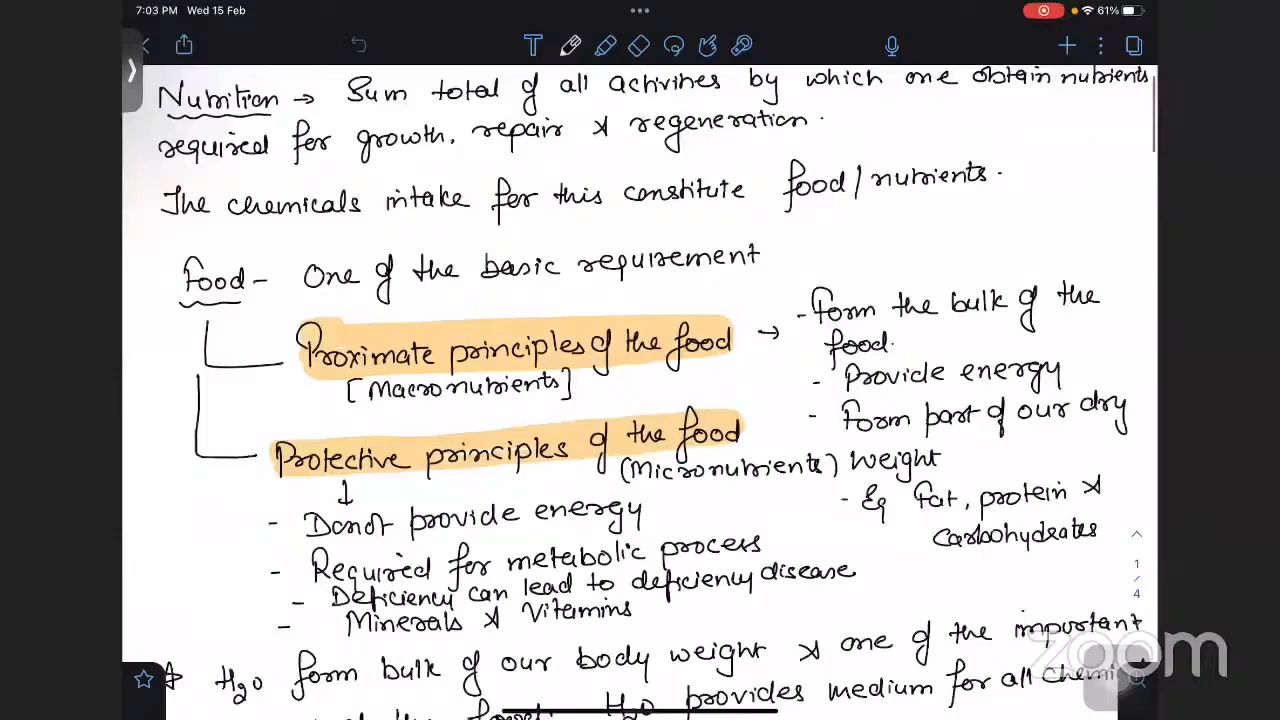 7:03 PM Wed 15 Feb
61%
Nutrition → Sum total of all activities by which one obtain nutrients
required for growth, repair & regeneration.
The chemicals intake for this constitute food/nutrients.
Food - One of the basic requirement
Proximate principles of the food →
[Macronutrients]
- Form the bulk of the
food.
- Provide energy
- Form part of our dry
weight
- Eg Fat, protein &
carbohydrates
Protective principles of the food
(Micronutrients)
↓
- Donot provide energy
- Required for metabolic process
- Deficiency can lead to deficiency disease
- Minerals & Vitamins
1
/
4
H2O form bulk of our body weight & one of the important
H2O provides medium for all
zoom